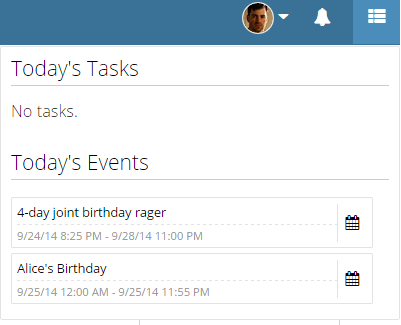 Today's Tasks
No tasks.
Today's Events
4-day joint birthday rager
9/24/14 8:25 PM - 9/28/14 11:00 PM
Alice's Birthday
9/25/14 12:00 AM - 9/25/14 11:55 PM